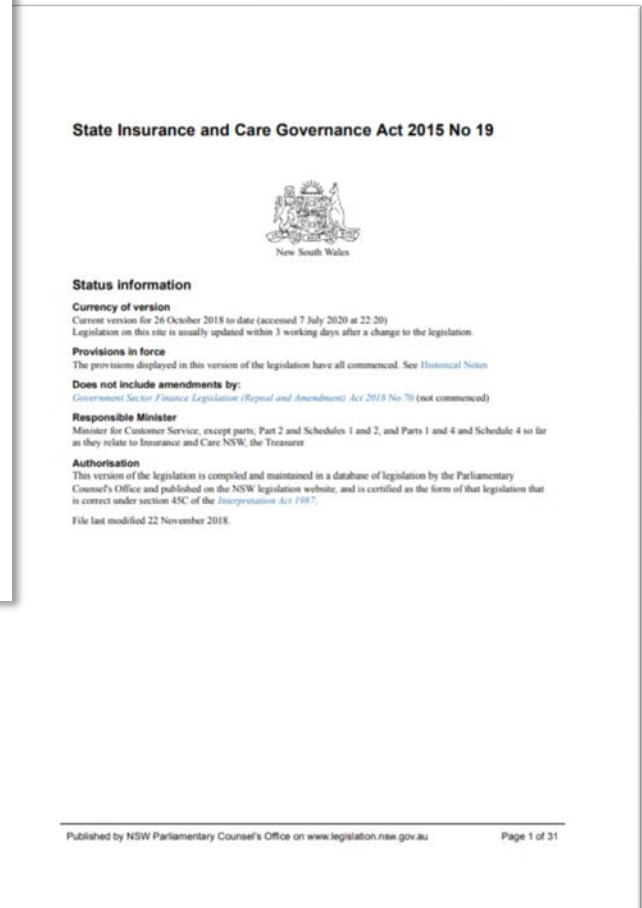 State Insurance and Care Governance Act 2015 No 19
New South Wales
Status information
Currency of version
Current version for 26 October 2018 to date (accessed 7 July 2020 at 22:20)
Legislation on this site is usually updated within 3 working days after a change to the legislation.
Provisions in force
The provisions displayed in this version of the legislation have all commenced. See Historical Notes
Does not include amendments by:
Government Sector Finance Legislation (Repeal and Amendment) Act 2018 No 70 (not commenced)
Responsible Minister
Minister for Customer Service, except parts; Part 2 and Schedules 1 and 2, and Parts 1 and 4 and Schedule 4 so far
as they relate to Insurance and Care NSW, the Treasurer
Authorisation
This version of the legislation is compiled and maintained in a database of legislation by the Parliamentary
Counsel's Office and published on the NSW legislation website, and is certified as the form of that legislation that
is correct under section 45C of the Interpretation Act 1987.
File last modified 22 November 2018.
Published by NSW Parliamentary Counsel's Office on www.legislation.nsw.gov.au Page 1 of 31